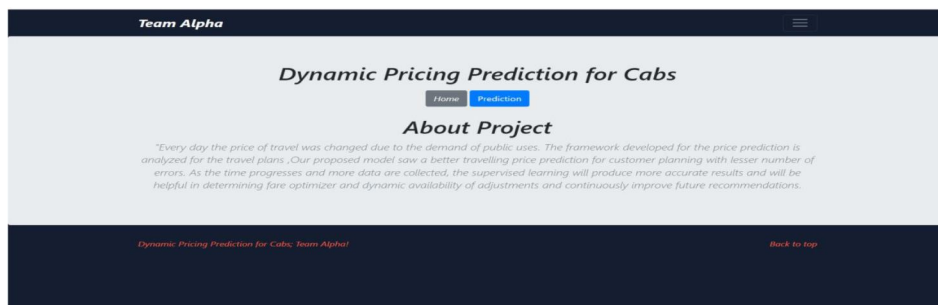 Team Alpha
Dynamic Pricing Prediction for Cabs
Home Prediction
About Project
"Every day the price of travel was changed due to the demand of public uses. The framework developed for the price prediction is
analyzed for the travel plans ,Our proposed model saw a better travelling price prediction for customer planning with lesser number of
errors. As the time progresses and more data are collected, the supervised learning will produce more accurate results and will be
helpful in determining fare optimizer and dynamic availability of adjustments and continuously improve future recommendations.
Dynamic Pricing Prediction for Cabs; Team Alpha! Back to top